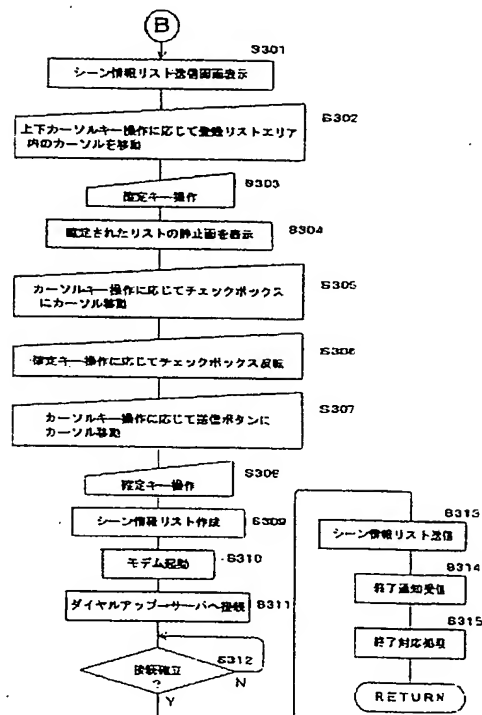 B
S301
シーン情報リスト送信画面表示
S302
上下カーソルキー操作に応じて登録リストエリア
内のカーソルを移動
S303
確定キー操作
確定されたリストの静止画を表示
S304
カーソルキー操作に応じてチェックボックス
にカーソル移動
S305
確定キー操作に応じてチェックボックス反転
S306
カーソルキー操作に応じて送信ボタンに
カーソル移動
S307
確定キー操作
S308
シーン情報リスト作成
S309
モデム起動
S310
ダイヤルアップーサーバへ接続
S311
接続確立
?
S312
N
Y
S313
シーン情報リスト送信
S314
終了通知受信
S315
終了対応処理
RETURN